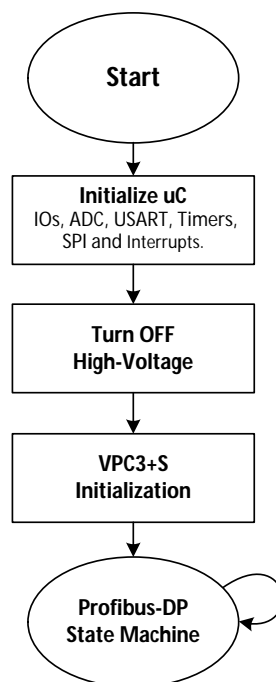 Start
Initialize uC
IOs, ADC, USART, Timers,
SPI and Interrupts.
Turn OFF
High-Voltage
VPC3+S
Initialization
Profibus-DP
State Machine